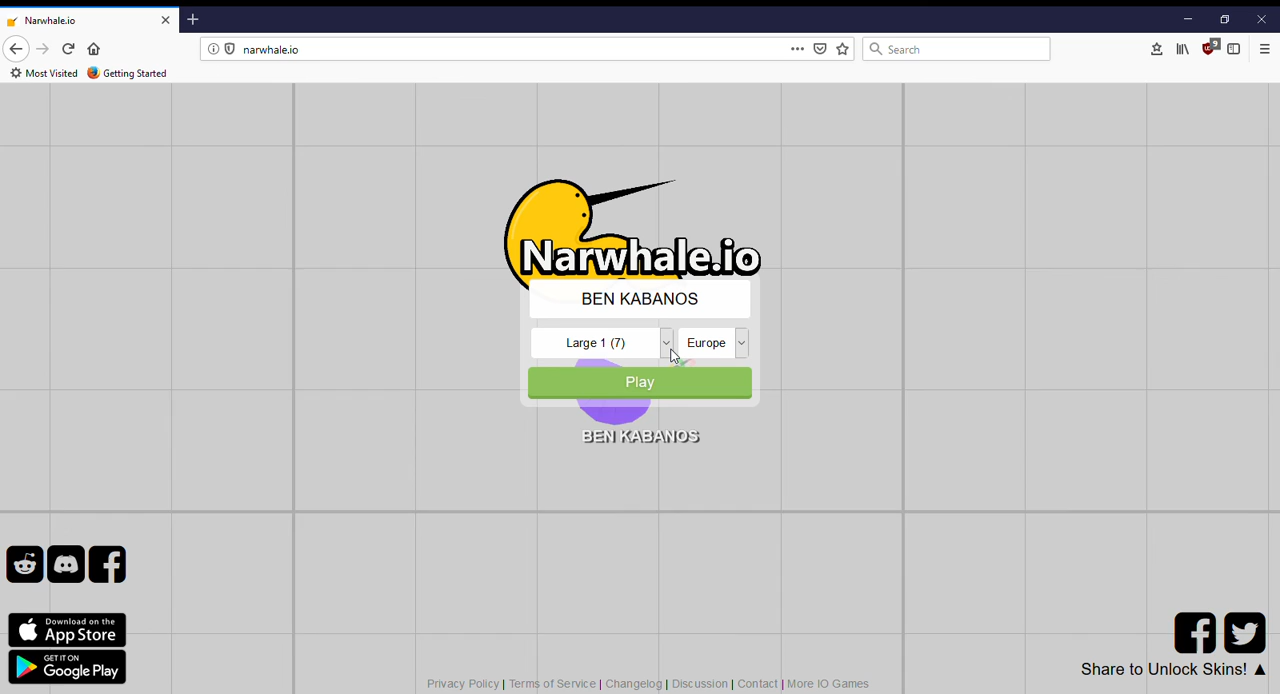 Narwhale.io
narwhale.io
Search
9
Most Visited Getting Started
Narwhale.io
BEN KABANOS
Large 1 (7) Europe
Play
BEN KABANOS
Download on the
App Store
GET IT ON
Google Play
Share to Unlock Skins! ▲
Privacy Policy | Terms of Service | Changelog | Discussion | Contact | More IO Games